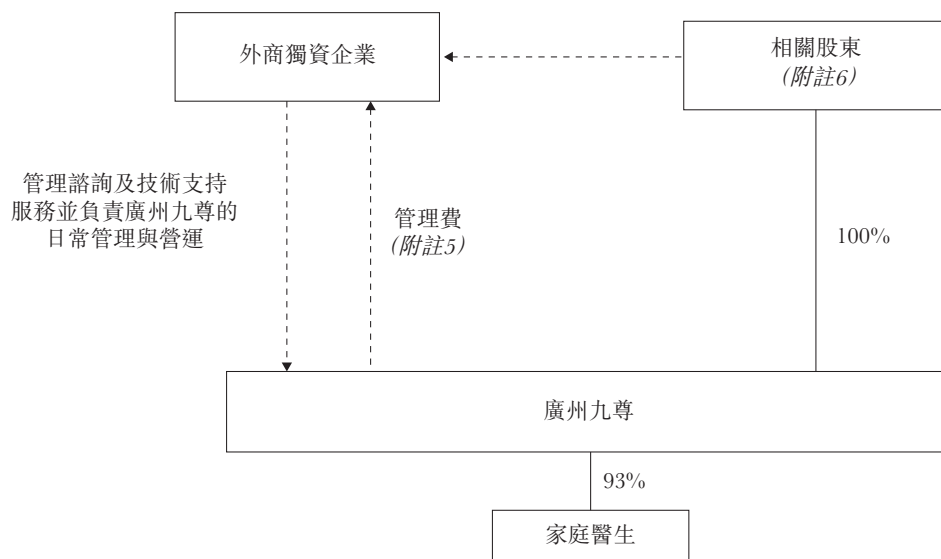 外商獨資企業
相關股東
(附註6)
管理諮詢及技術支持
服務並負責廣州九尊的
日常管理與營運
管理費
(附註5)
100%
廣州九尊
93%
家庭醫生